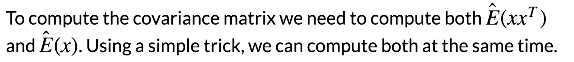 To compute the covariance matrix we need to compute both Ê(xxᵀ)
and Ê(x). Using a simple trick, we can compute both at the same time.